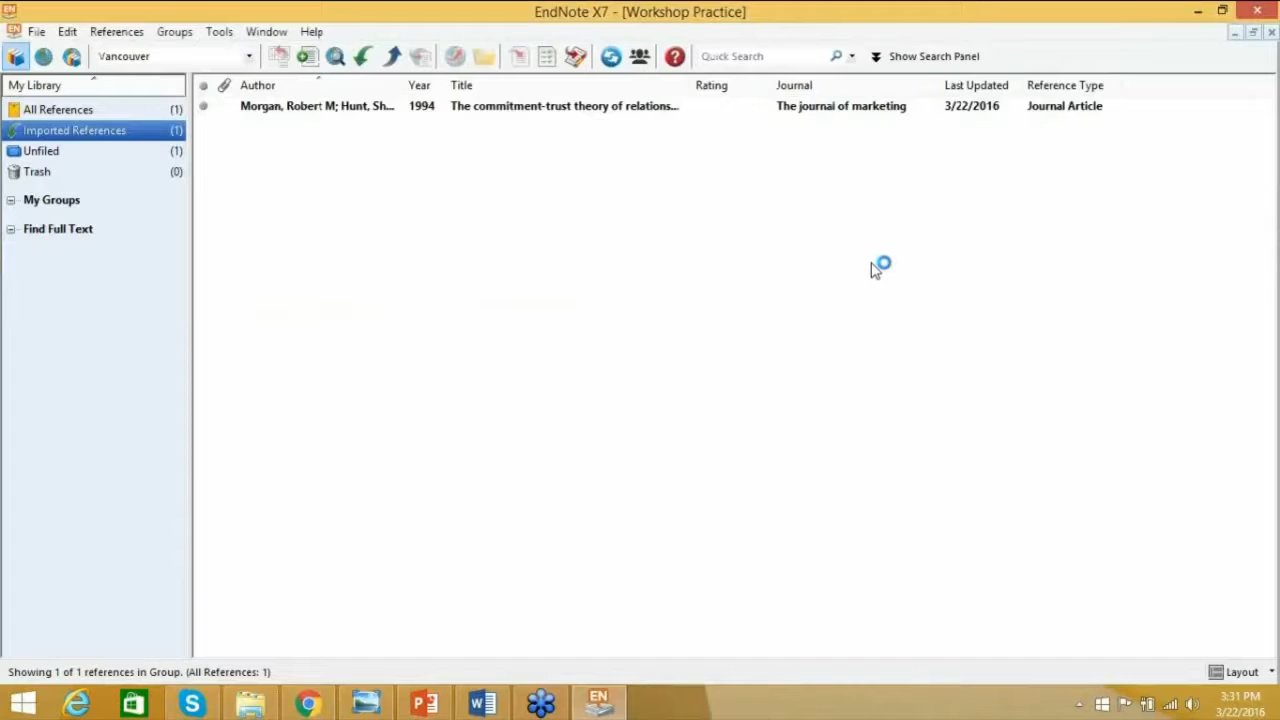 EN
EndNote X7 - [Workshop Practice]
File Edit References Groups Tools Window Help
Vancouver
Quick Search
Show Search Panel
My Library
All References (1)
Imported References (1)
Unfiled (1)
Trash (0)
My Groups
Find Full Text
Author Year Title Rating Journal Last Updated Reference Type
Morgan, Robert M; Hunt, Sh... 1994 The commitment-trust theory of relations... The journal of marketing 3/22/2016 Journal Article
Showing 1 of 1 references in Group. (All References: 1)
Layout
EN
3:31 PM
3/22/2016